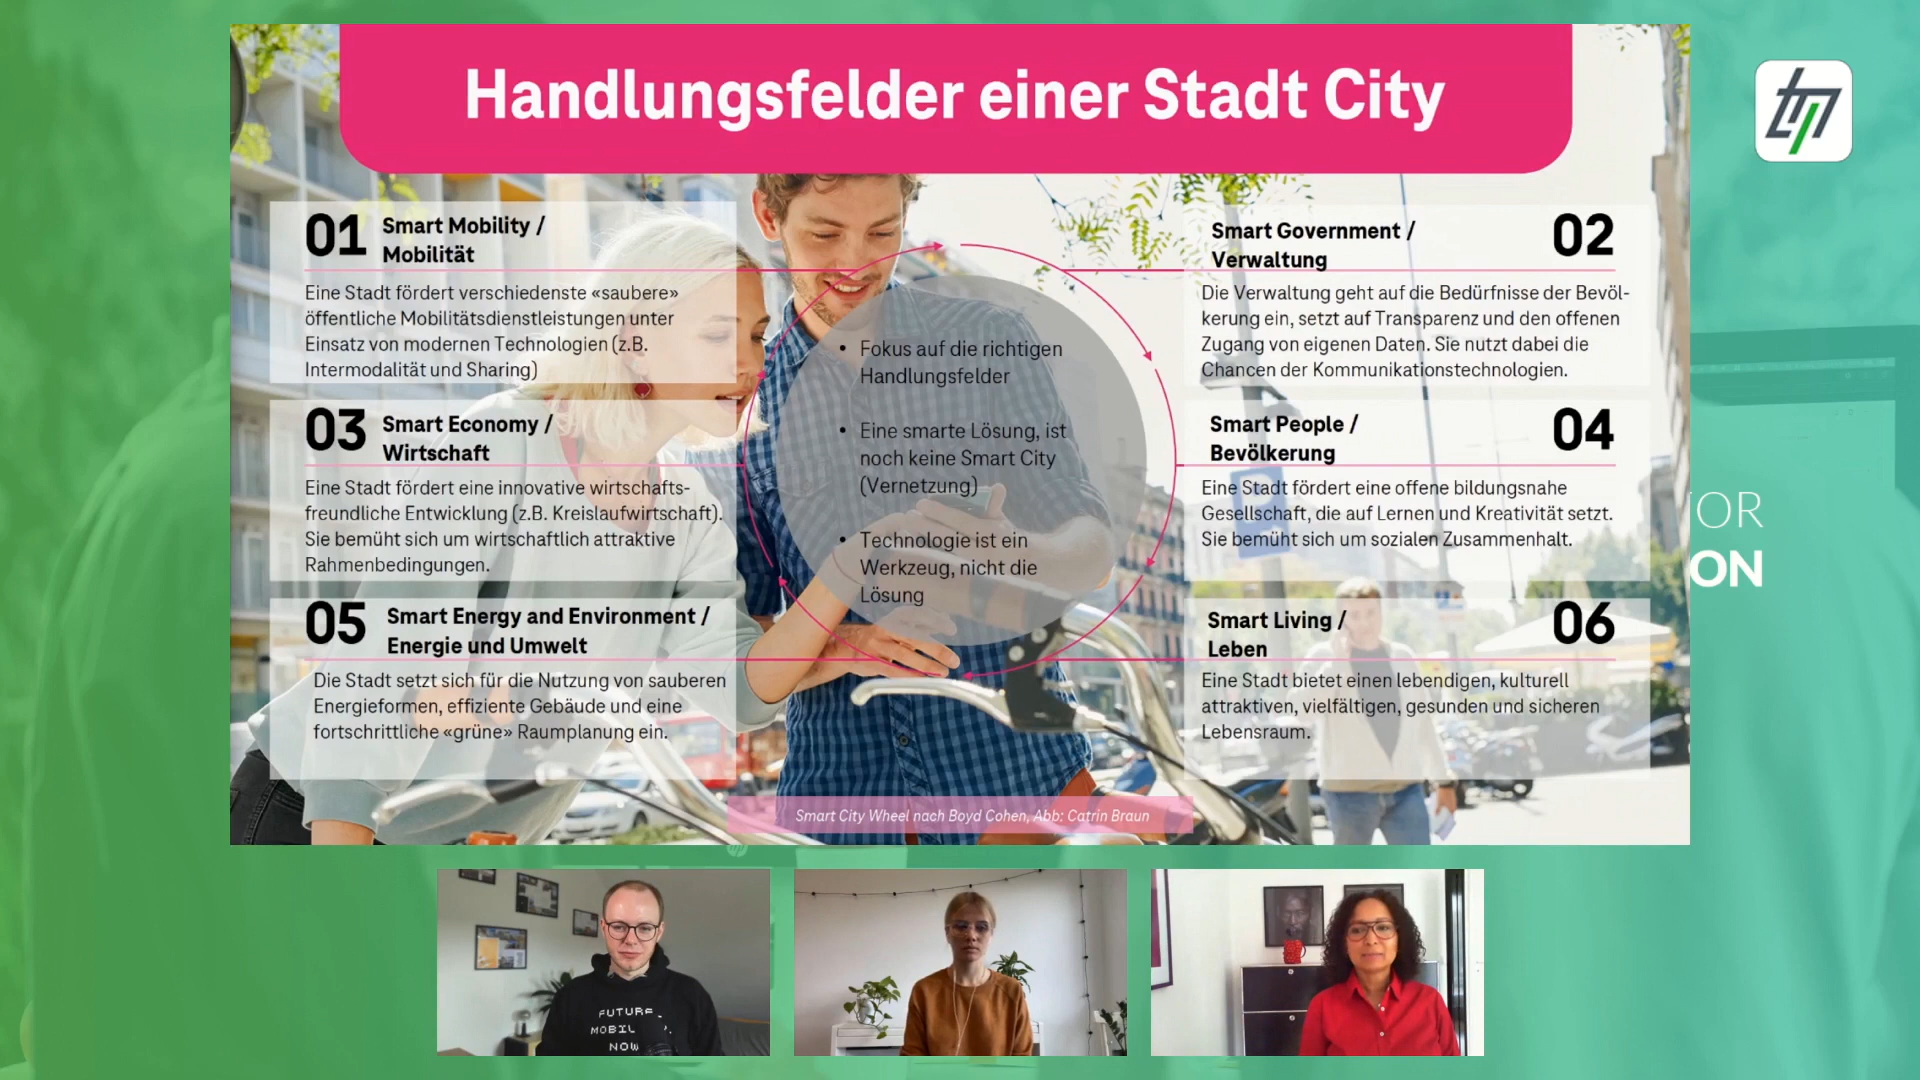 Handlungsfelder einer Stadt City
01
Smart Mobility /
Mobilität
Eine Stadt fördert verschiedenste «saubere»
öffentliche Mobilitätsdienstleistungen unter
Einsatz von modernen Technologien (z.B.
Intermodalität und Sharing)
Smart Government /
Verwaltung
02
Die Verwaltung geht auf die Bedürfnisse der Bevöl-
kerung ein, setzt auf Transparenz und den offenen
Zugang von eigenen Daten. Sie nutzt dabei die
Chancen der Kommunikationstechnologien.
03
Smart Economy /
Wirtschaft
Eine Stadt fördert eine innovative wirtschafts-
freundliche Entwicklung (z.B. Kreislaufwirtschaft).
Sie bemüht sich um wirtschaftlich attraktive
Rahmenbedingungen.
Smart People /
Bevölkerung
04
Eine Stadt fördert eine offene bildungsnahe
Gesellschaft, die auf Lernen und Kreativität setzt.
Sie bemüht sich um sozialen Zusammenhalt.
05
Smart Energy and Environment /
Energie und Umwelt
Die Stadt setzt sich für die Nutzung von sauberen
Energieformen, effiziente Gebäude und eine
fortschrittliche «grüne» Raumplanung ein.
Smart Living /
Leben
06
Eine Stadt bietet einen lebendigen, kulturell
attraktiven, vielfältigen, gesunden und sicheren
Lebensraum.
• Fokus auf die richtigen
Handlungsfelder
• Eine smarte Lösung, ist
noch keine Smart City
(Vernetzung)
• Technologie ist ein
Werkzeug, nicht die
Lösung
Smart City Wheel nach Boyd Cohen, Abb: Catrin Braun
OR
ON
FUTURE
NOW